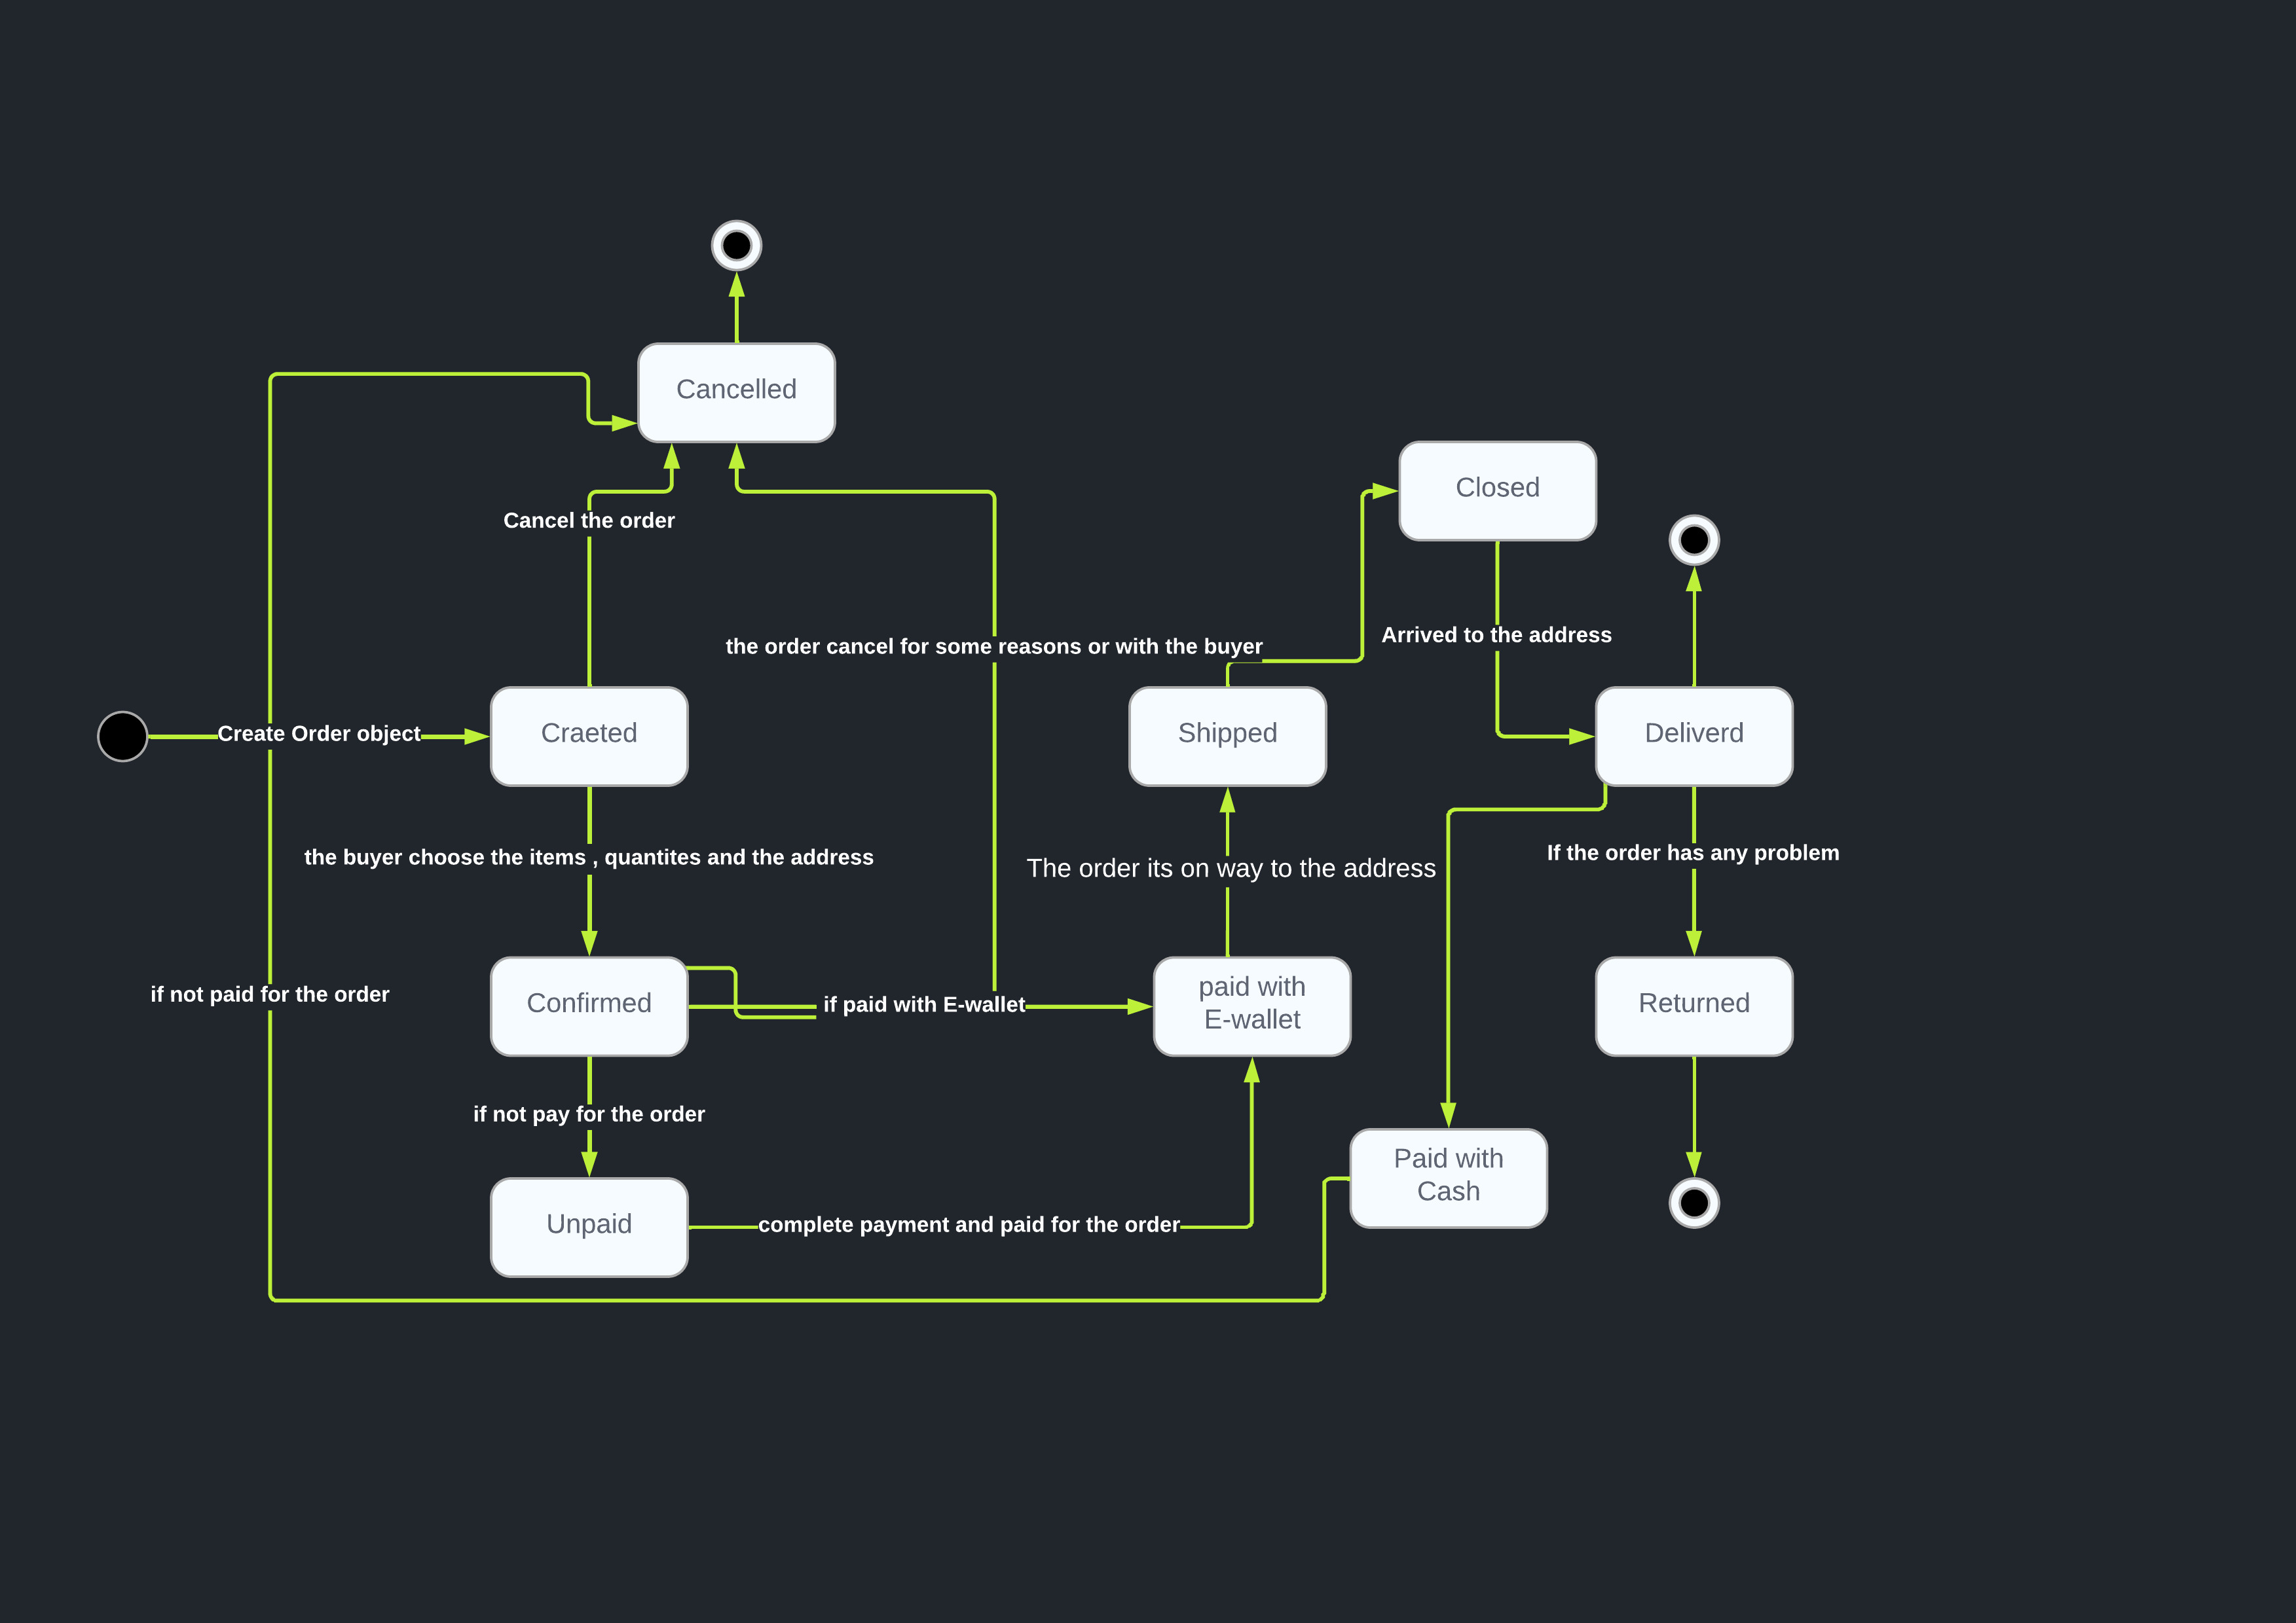 Cancelled
Closed
Cancel the order
Arrived to the address
the order cancel for some reasons or with the buyer
Create Order object
Craeted
Shipped
Deliverd
the buyer choose the items , quantites and the address
The order its on way to the address
If the order has any problem
if not paid for the order
Confirmed
if paid with E-wallet
paid with
E-wallet
Returned
if not pay for the order
Paid with
Cash
Unpaid
complete payment and paid for the order